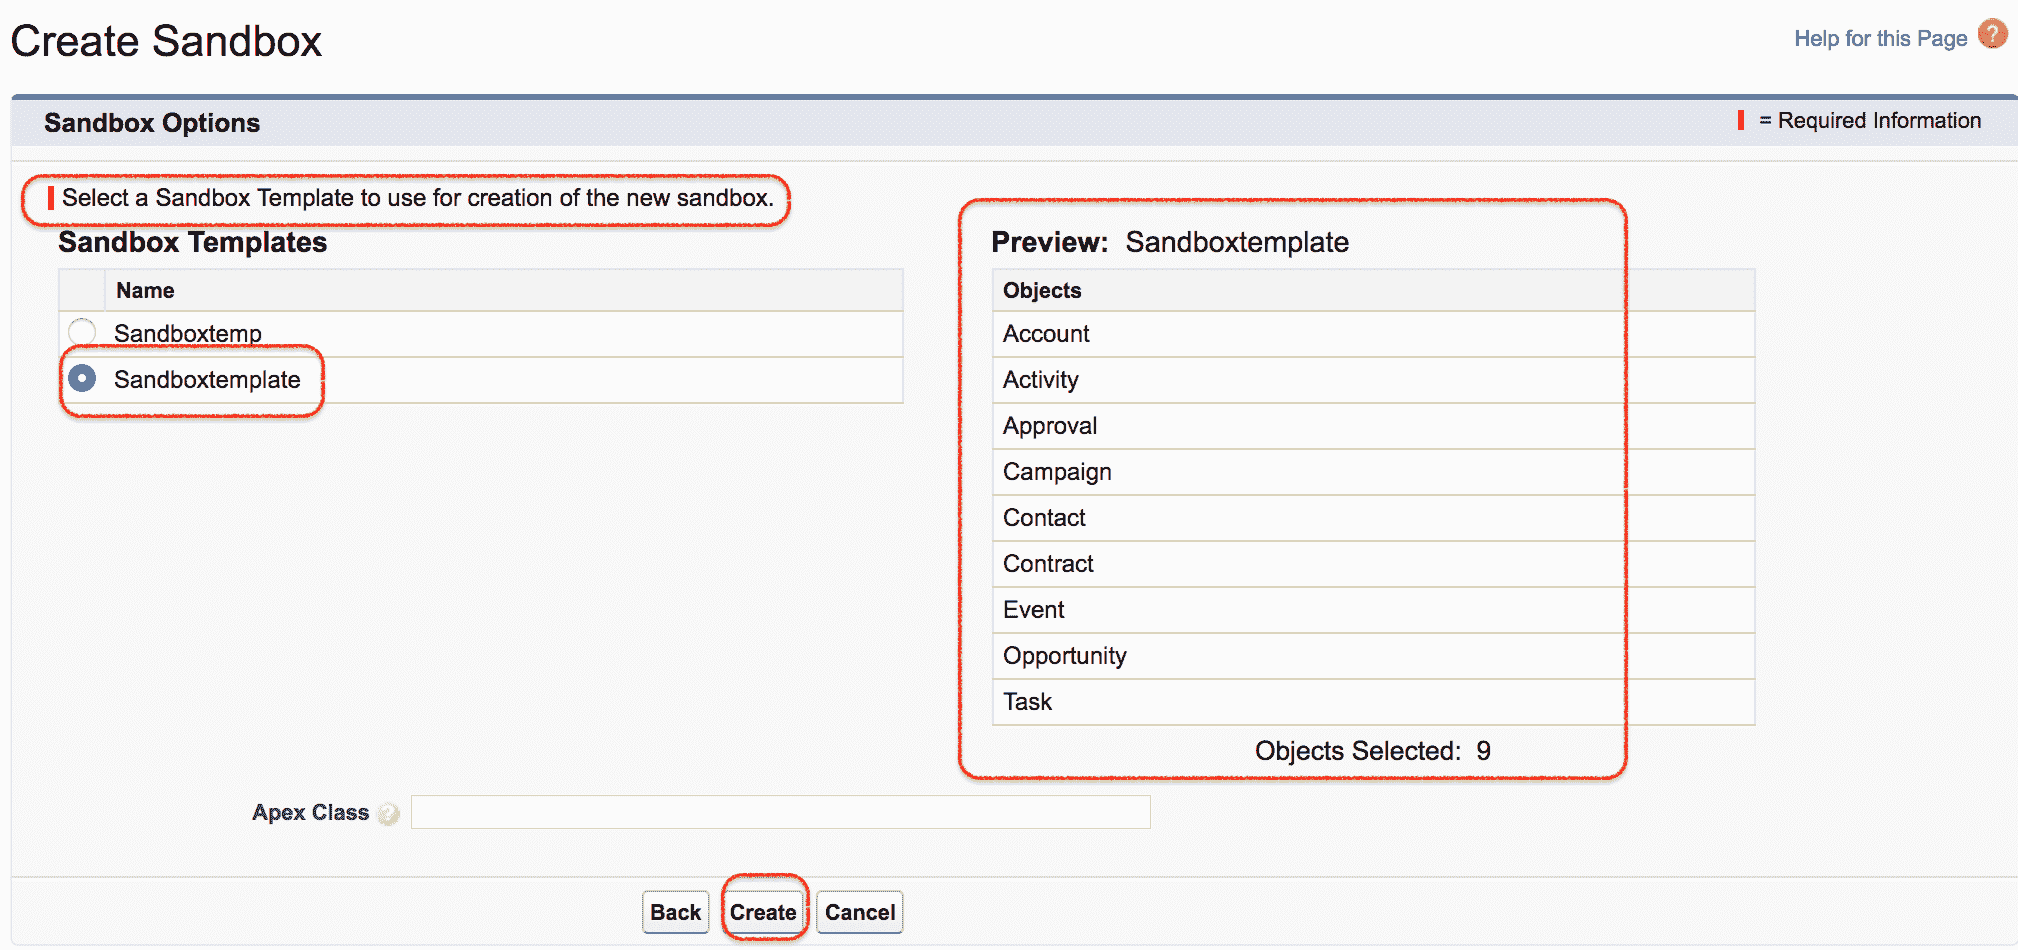 Create Sandbox
Help for this Page ?
Sandbox Options
= Required Information
Select a Sandbox Template to use for creation of the new sandbox.
Sandbox Templates
Name
Sandboxtemp
Sandboxtemplate
Preview: Sandboxtemplate
Objects
Account
Activity
Approval
Campaign
Contact
Contract
Event
Opportunity
Task
Objects Selected: 9
Apex Class ?
Back
Create
Cancel